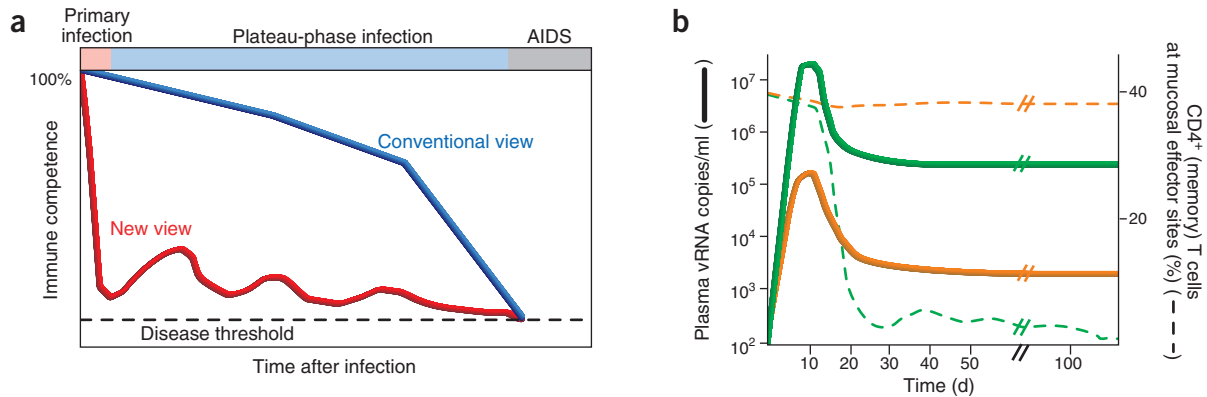 a
Primary
infection
Plateau-phase infection
AIDS
100%
Immune competence
Conventional view
New view
Disease threshold
Time after infection
b
Plasma vRNA copies/ml (
)
10⁷
10⁶
10⁵
10⁴
10³
10²
10
20
30
40
50
100
Time (d)
40
20
CD4⁺ (memory) T cells
at mucosal effector sites (%) (
)